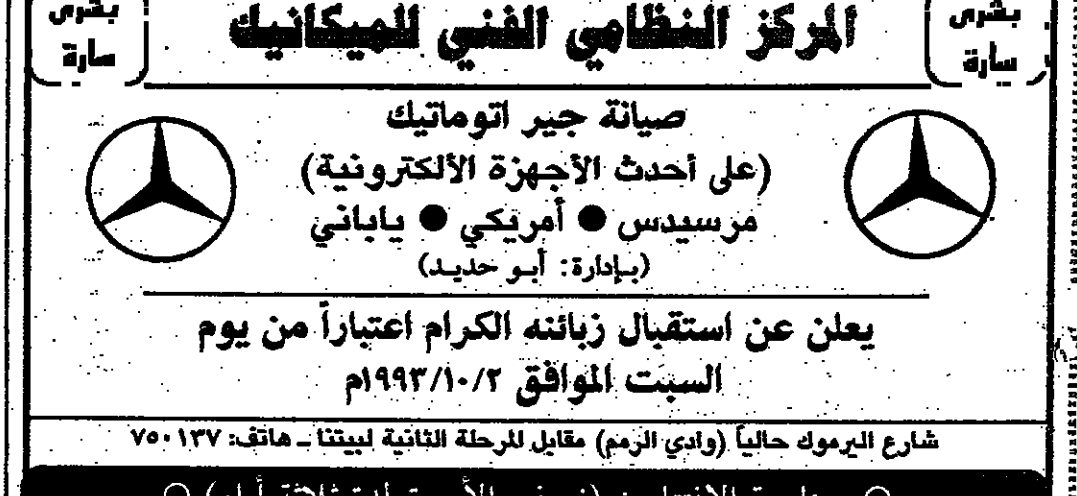 بشرى سارة
المركز النظامي الفني للميكانيك
بشرى سارة
صيانة جير اتوماتيك
(على أحدث الأجهزة الألكترونية)
مرسيدس ● أمريكي ● ياباني
(بإدارة: أبو حديد)
يعلن عن استقبال زبائنه الكرام اعتباراً من يوم
السبت الموافق ١٩٩٣/١٠/٢م
شارع اليرموك حالياً (وادي الرمم) مقابل للرحلة الثانية لبيتنا ـ هاتف: ٧٥٠١٣٧